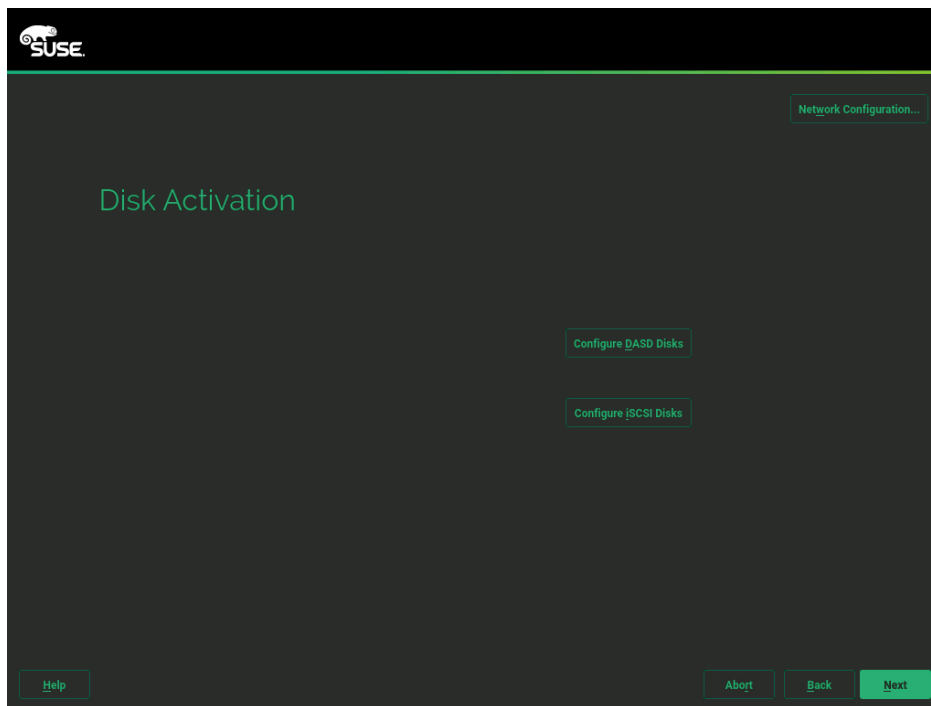 SUSE.
Network Configuration...
Disk Activation
Configure DASD Disks
Configure iSCSI Disks
Help
Abort
Back
Next